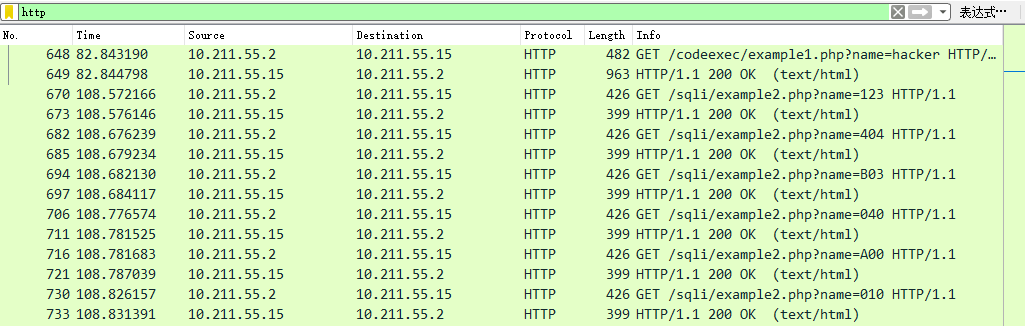 http 表达式…
No. Time Source Destination Protocol Length Info
648 82.843190 10.211.55.2 10.211.55.15 HTTP 482 GET /codeexec/example1.php?name=hacker HTTP/…
649 82.844798 10.211.55.15 10.211.55.2 HTTP 963 HTTP/1.1 200 OK (text/html)
670 108.572166 10.211.55.2 10.211.55.15 HTTP 426 GET /sqli/example2.php?name=123 HTTP/1.1
673 108.576146 10.211.55.15 10.211.55.2 HTTP 399 HTTP/1.1 200 OK (text/html)
682 108.676239 10.211.55.2 10.211.55.15 HTTP 426 GET /sqli/example2.php?name=404 HTTP/1.1
685 108.679234 10.211.55.15 10.211.55.2 HTTP 399 HTTP/1.1 200 OK (text/html)
694 108.682130 10.211.55.2 10.211.55.15 HTTP 426 GET /sqli/example2.php?name=B03 HTTP/1.1
697 108.684117 10.211.55.15 10.211.55.2 HTTP 399 HTTP/1.1 200 OK (text/html)
706 108.776574 10.211.55.2 10.211.55.15 HTTP 426 GET /sqli/example2.php?name=040 HTTP/1.1
711 108.781525 10.211.55.15 10.211.55.2 HTTP 399 HTTP/1.1 200 OK (text/html)
716 108.781683 10.211.55.2 10.211.55.15 HTTP 426 GET /sqli/example2.php?name=A00 HTTP/1.1
721 108.787039 10.211.55.15 10.211.55.2 HTTP 399 HTTP/1.1 200 OK (text/html)
730 108.826157 10.211.55.2 10.211.55.15 HTTP 426 GET /sqli/example2.php?name=010 HTTP/1.1
733 108.831391 10.211.55.15 10.211.55.2 HTTP 399 HTTP/1.1 200 OK (text/html)